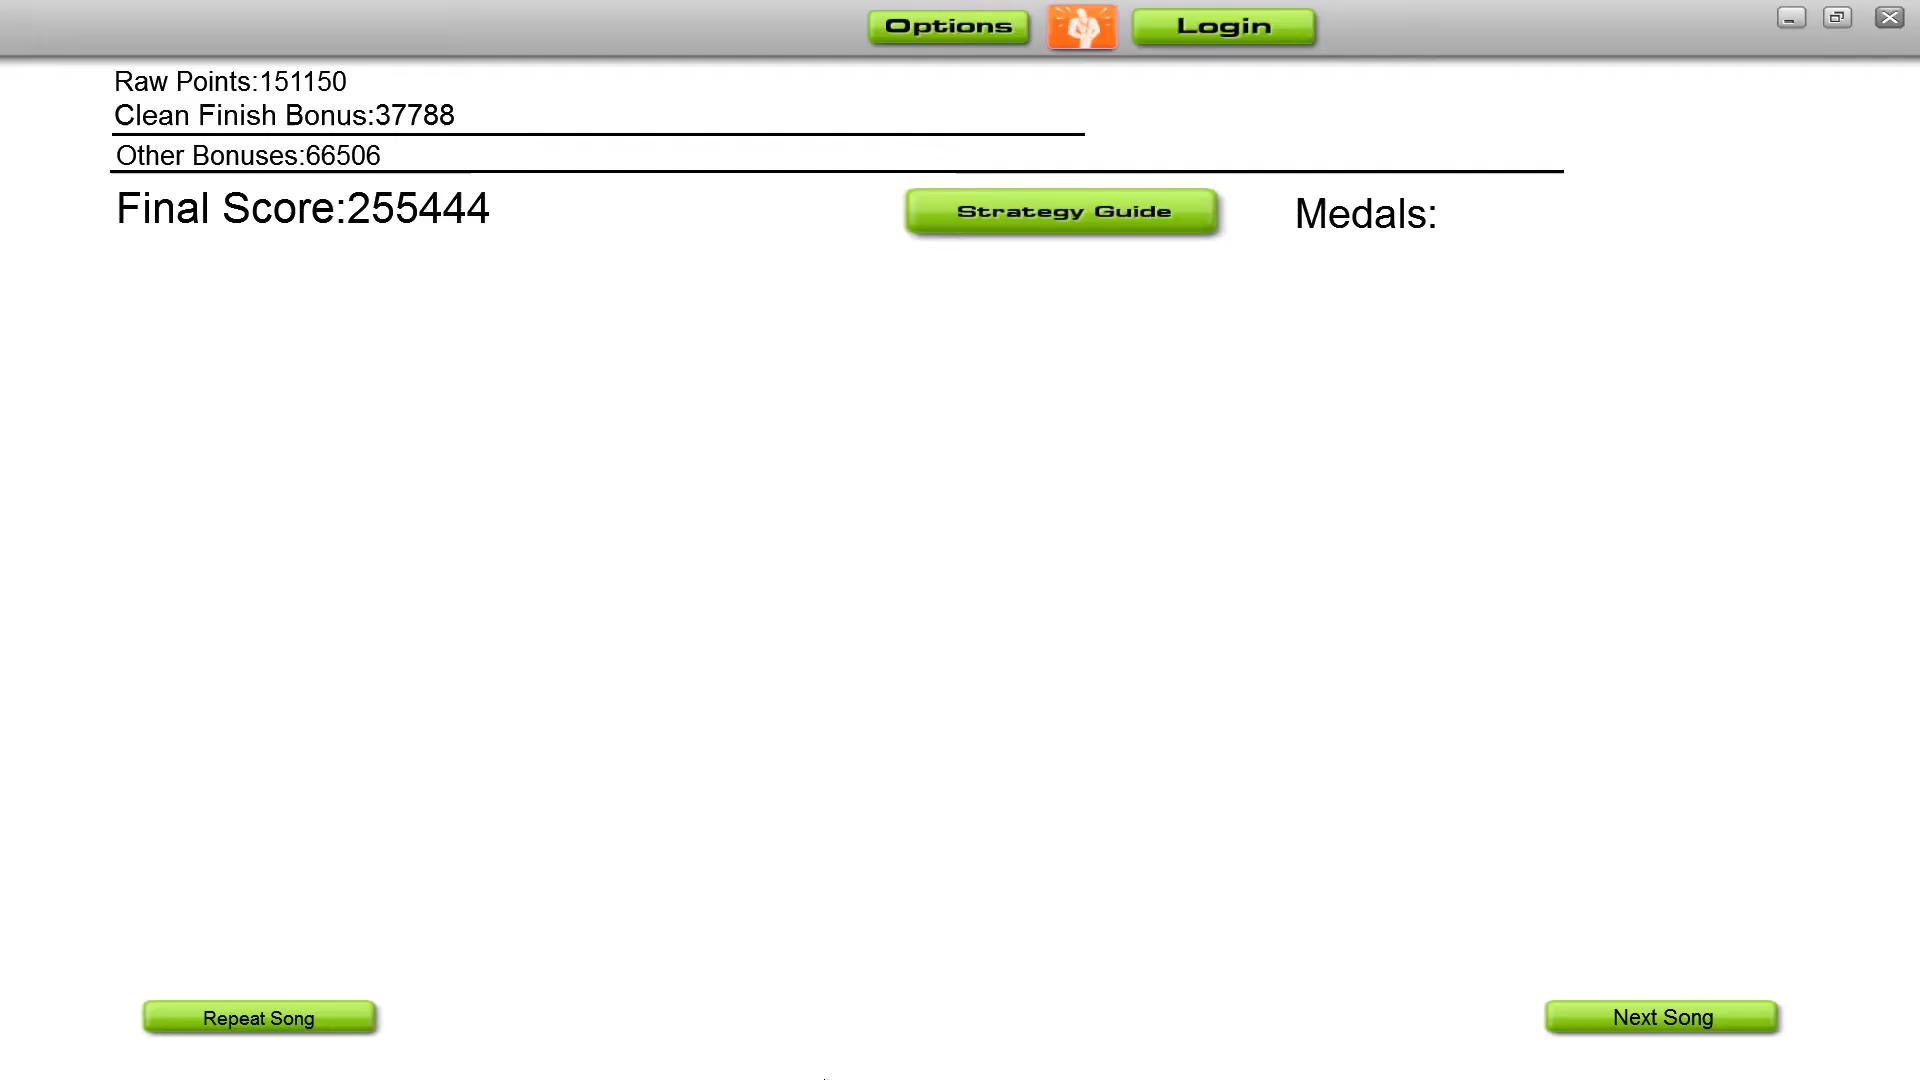 Options Login
Raw Points:151150
Clean Finish Bonus:37788
Other Bonuses:66506
Final Score:255444
Strategy Guide
Medals:
Repeat Song
Next Song